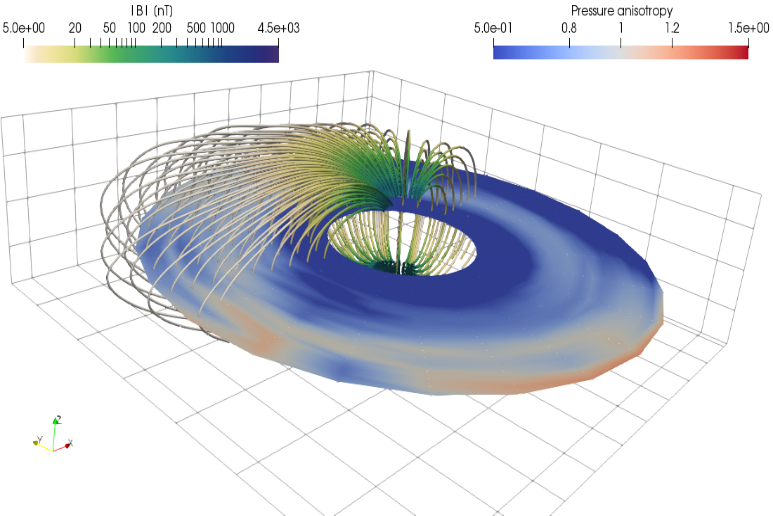 |B| (nT)
5.0e+00 20 50 100 200 500 1000 4.5e+03
Pressure anisotropy
5.0e-01 0.8 1 1.2 1.5e+00
Z
Y
X